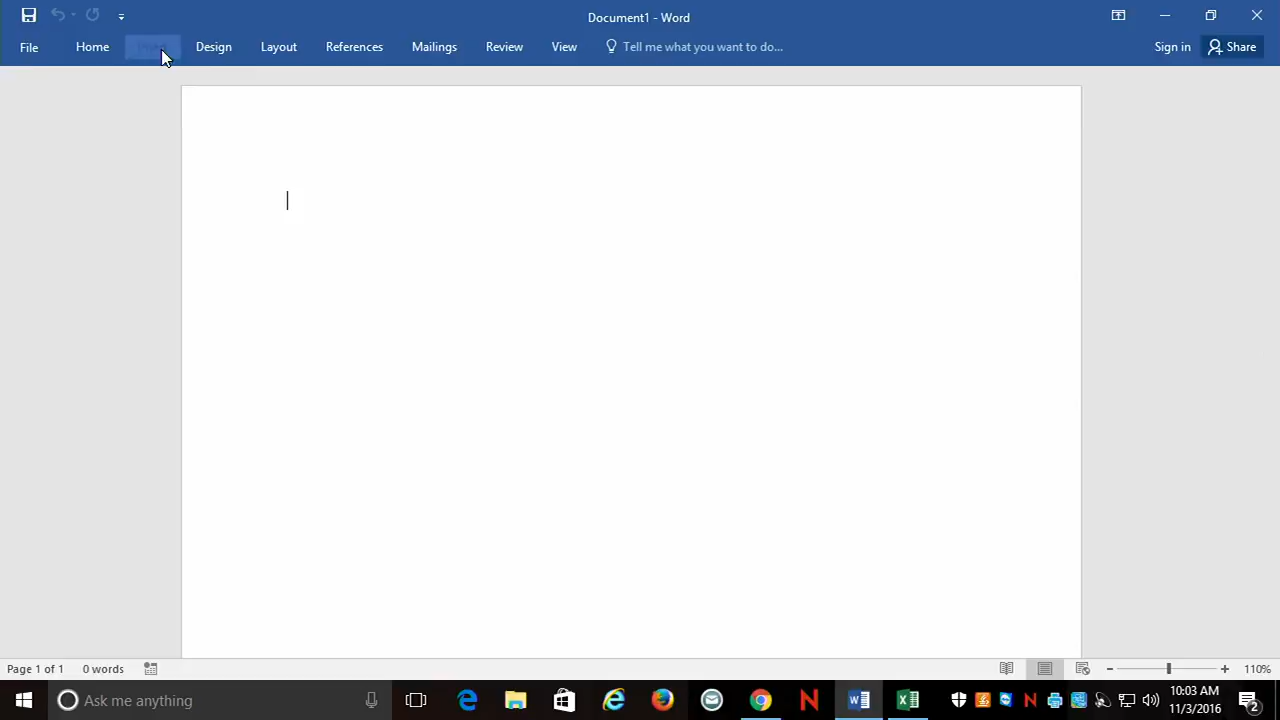 Document1 - Word
File Home Design Layout References Mailings Review View Tell me what you want to do... Sign in Share
Page 1 of 1 0 words 110%
Ask me anything 10:03 AM
11/3/2016 2